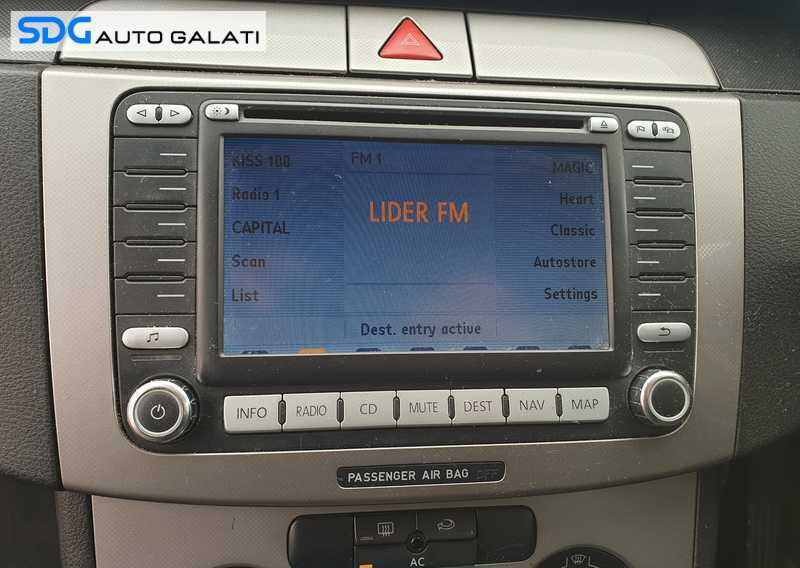 SDG AUTO GALATI
KISS 100
FM 1
MAGIC
Radio 1
LIDER FM
Heart
CAPITAL
Classic
Scan
Autostore
List
Settings
Dest. entry active
INFO
RADIO
CD
MUTE
DEST
NAV
MAP
PASSENGER AIR BAG OFF
AC